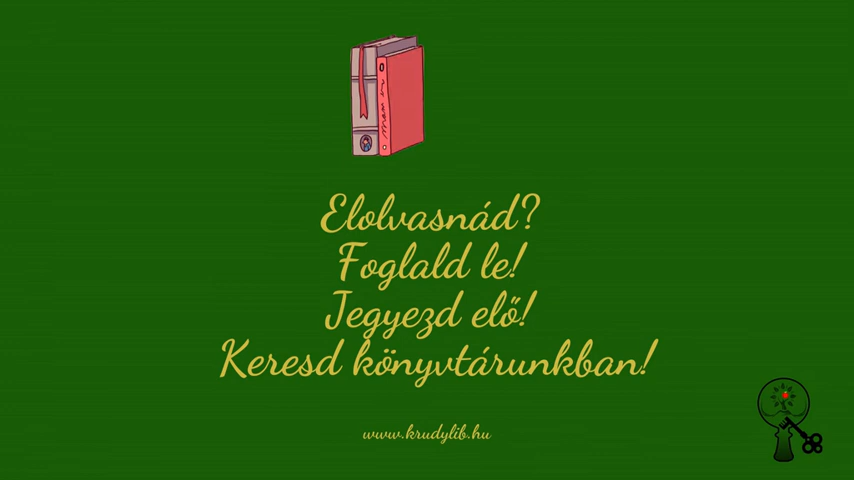 Elolvasnád?
Foglald le!
Jegyezd elő!
Keresd könyvtárunkban!
www.krudylib.hu